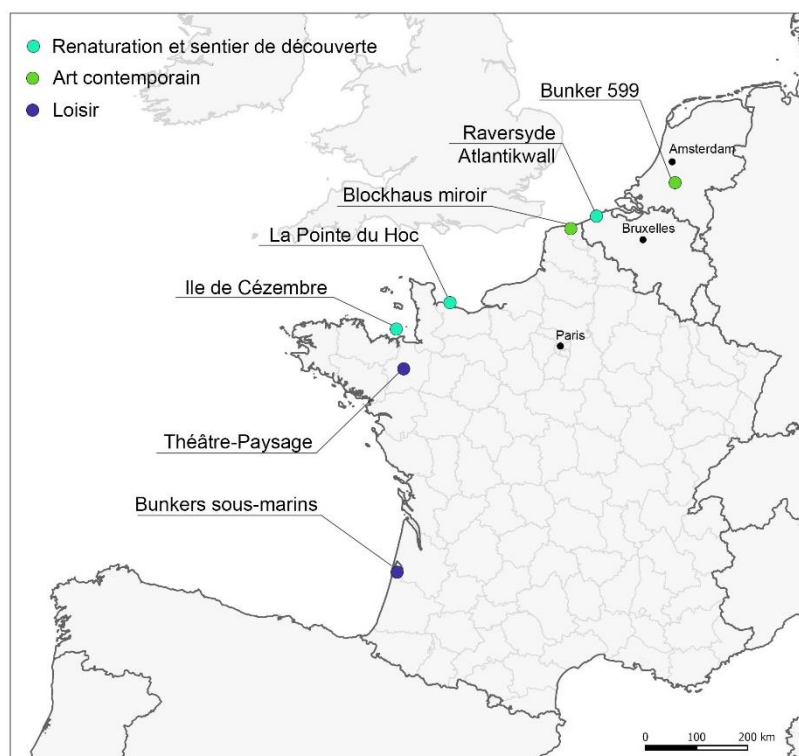 Renaturation et sentier de découverte
Art contemporain
Loisir
Bunker 599
Raversyde
Atlantikwall
Amsterdam
Blockhaus miroir
Bruxelles
La Pointe du Hoc
Ile de Cézembre
Paris
Théâtre-Paysage
Bunkers sous-marins
0 100 200 km